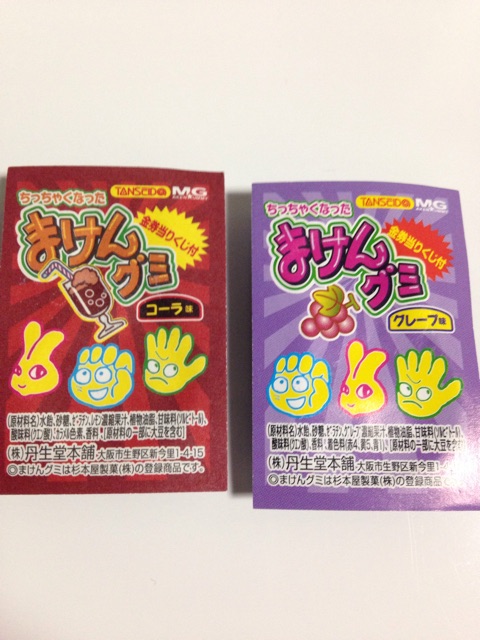 ちっちゃくなった
TANSEIDO
MG
まけん
グミ
金券当りくじ付
コーラ味
(原材料名)水飴、砂糖、ゼラチン、レモン濃縮果汁、植物油脂、甘味料(ソルビトール)、
酸味料(クエン酸)、カラメル色素、香料・[原材料の一部に大豆を含む]
(株)丹生堂本舗 大阪市生野区新今里1-4-15
◎まけんグミは杉本屋製菓(株)の登録商品です。
ちっちゃくなった
TANSEIDO
MG
まけん
グミ
金券当りくじ付
グレープ味
(原材料名)水飴、砂糖、ゼラチン、グレープ濃縮果汁、植物油脂、甘味料(ソルビトール)、
酸味料(クエン酸)、香料、着色料(赤4、黄5、青1)、[原材料の一部に大豆を含む
(株)丹生堂本舗 大阪市生野区新今里1-4-
◎まけんグミは杉本屋製菓(株)の登録商品で